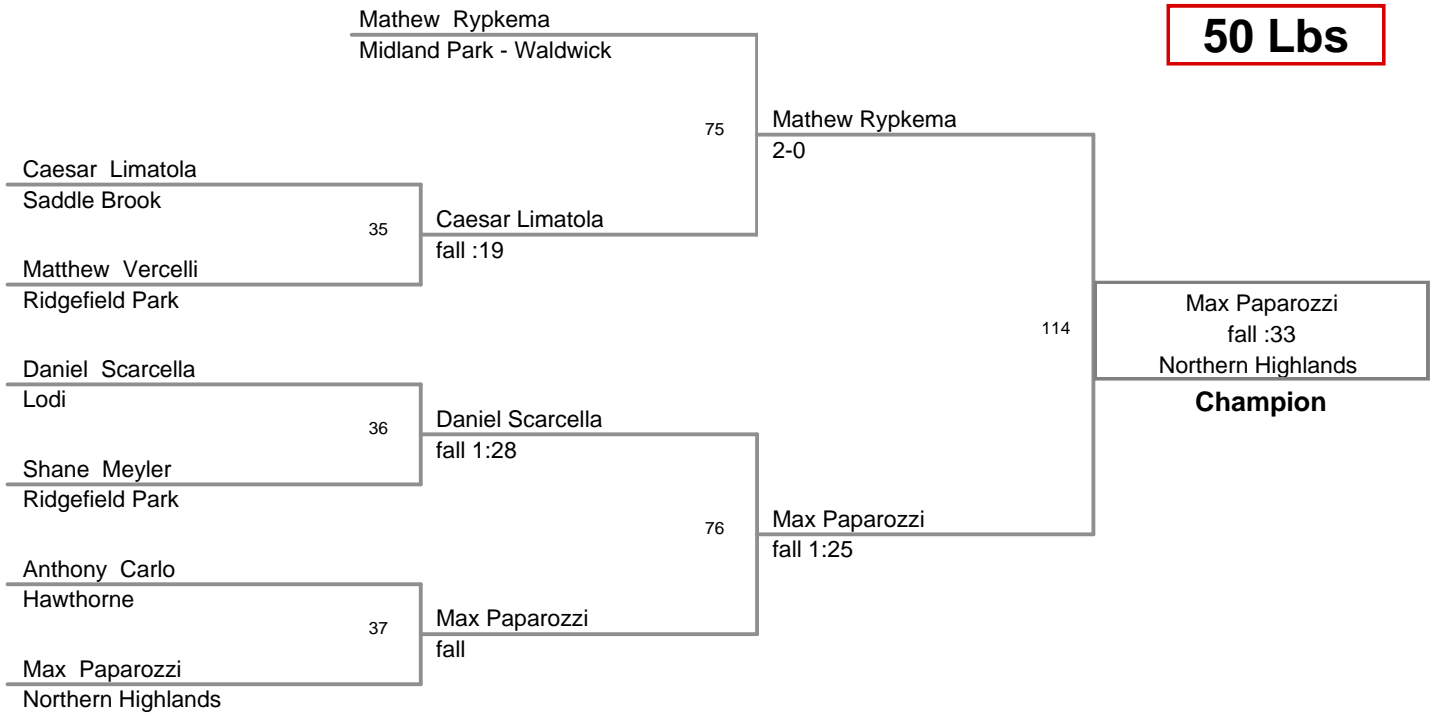 Mathew  Rypkema
Midland Park - Waldwick
50 Lbs
75
Mathew Rypkema
2-0
Caesar  Limatola
Saddle Brook
35
Caesar Limatola
fall :19
Matthew  Vercelli
Ridgefield Park
114
Max Paparozzi
fall :33
Northern Highlands
Champion
Daniel  Scarcella
Lodi
36
Daniel Scarcella
fall 1:28
Shane  Meyler
Ridgefield Park
76
Max Paparozzi
fall 1:25
Anthony  Carlo
Hawthorne
37
Max Paparozzi
fall
Max  Paparozzi
Northern Highlands